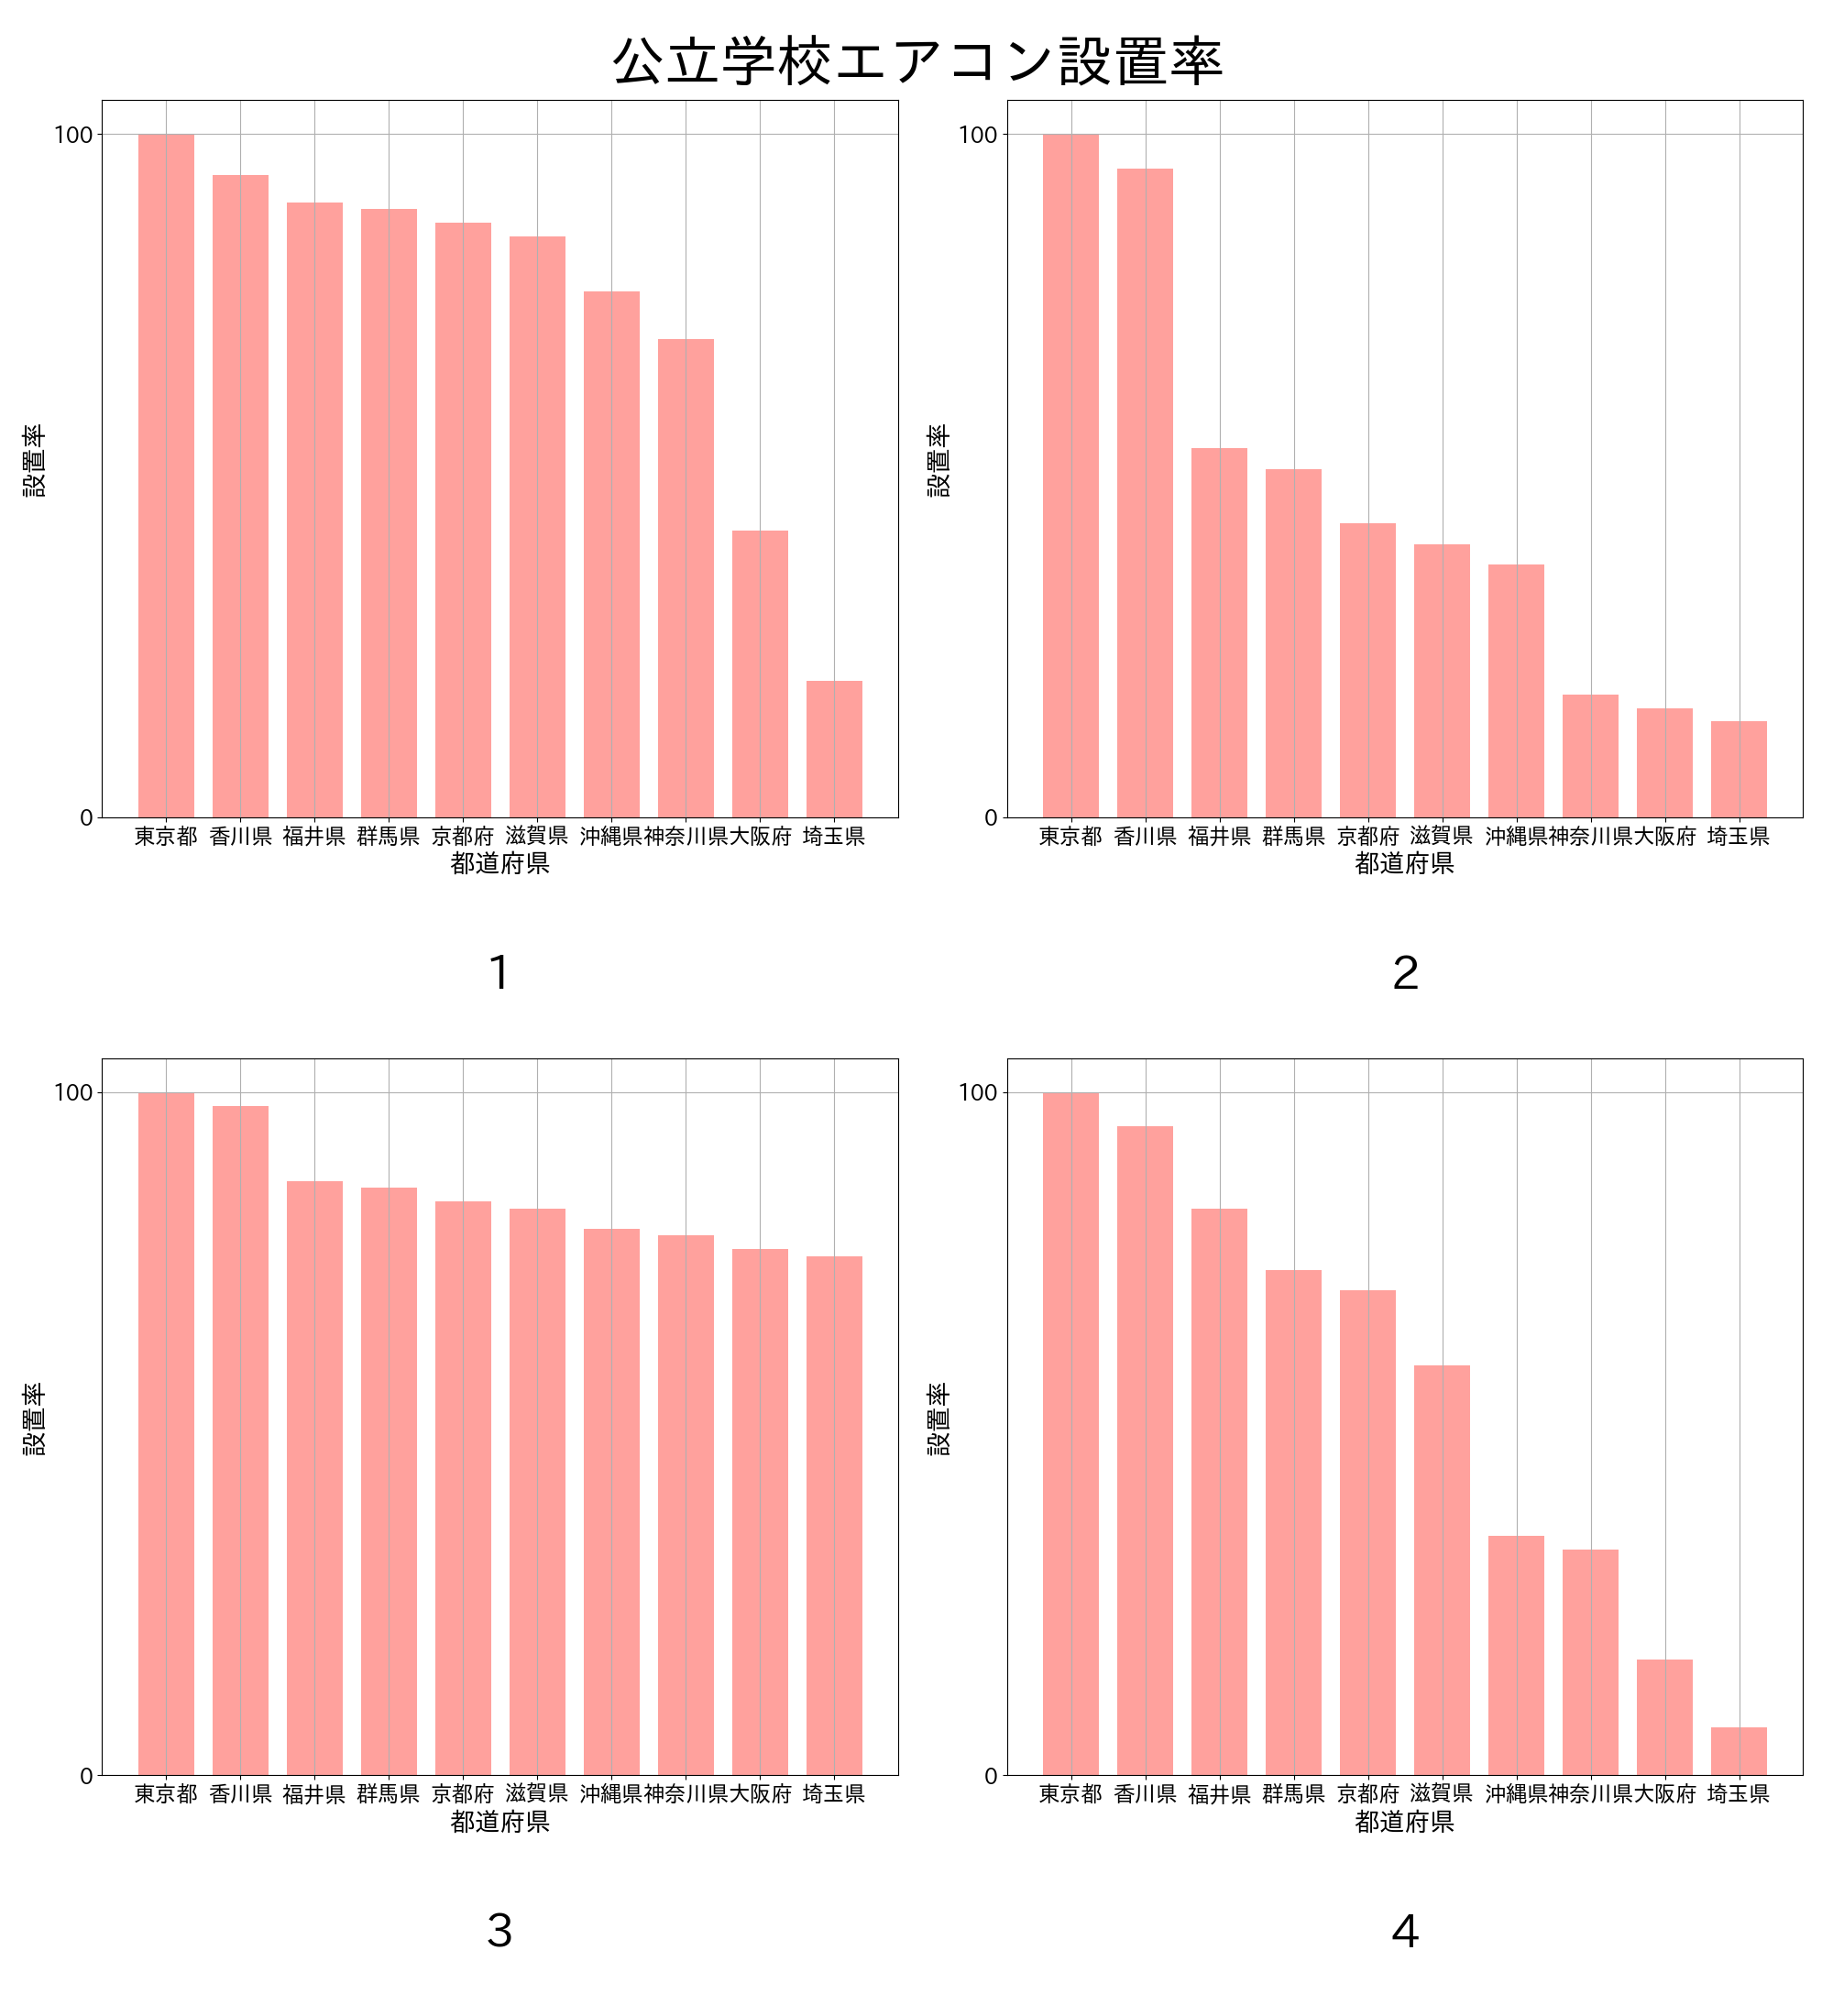 公立学校エアコン設置率
100
設置率
0
東京都 香川県 福井県 群馬県 京都府 滋賀県 沖縄県 神奈川県 大阪府 埼玉県
都道府県
1
100
設置率
0
東京都 香川県 福井県 群馬県 京都府 滋賀県 沖縄県 神奈川県 大阪府 埼玉県
都道府県
2
100
設置率
0
東京都 香川県 福井県 群馬県 京都府 滋賀県 沖縄県 神奈川県 大阪府 埼玉県
都道府県
3
100
設置率
0
東京都 香川県 福井県 群馬県 京都府 滋賀県 沖縄県 神奈川県 大阪府 埼玉県
都道府県
4